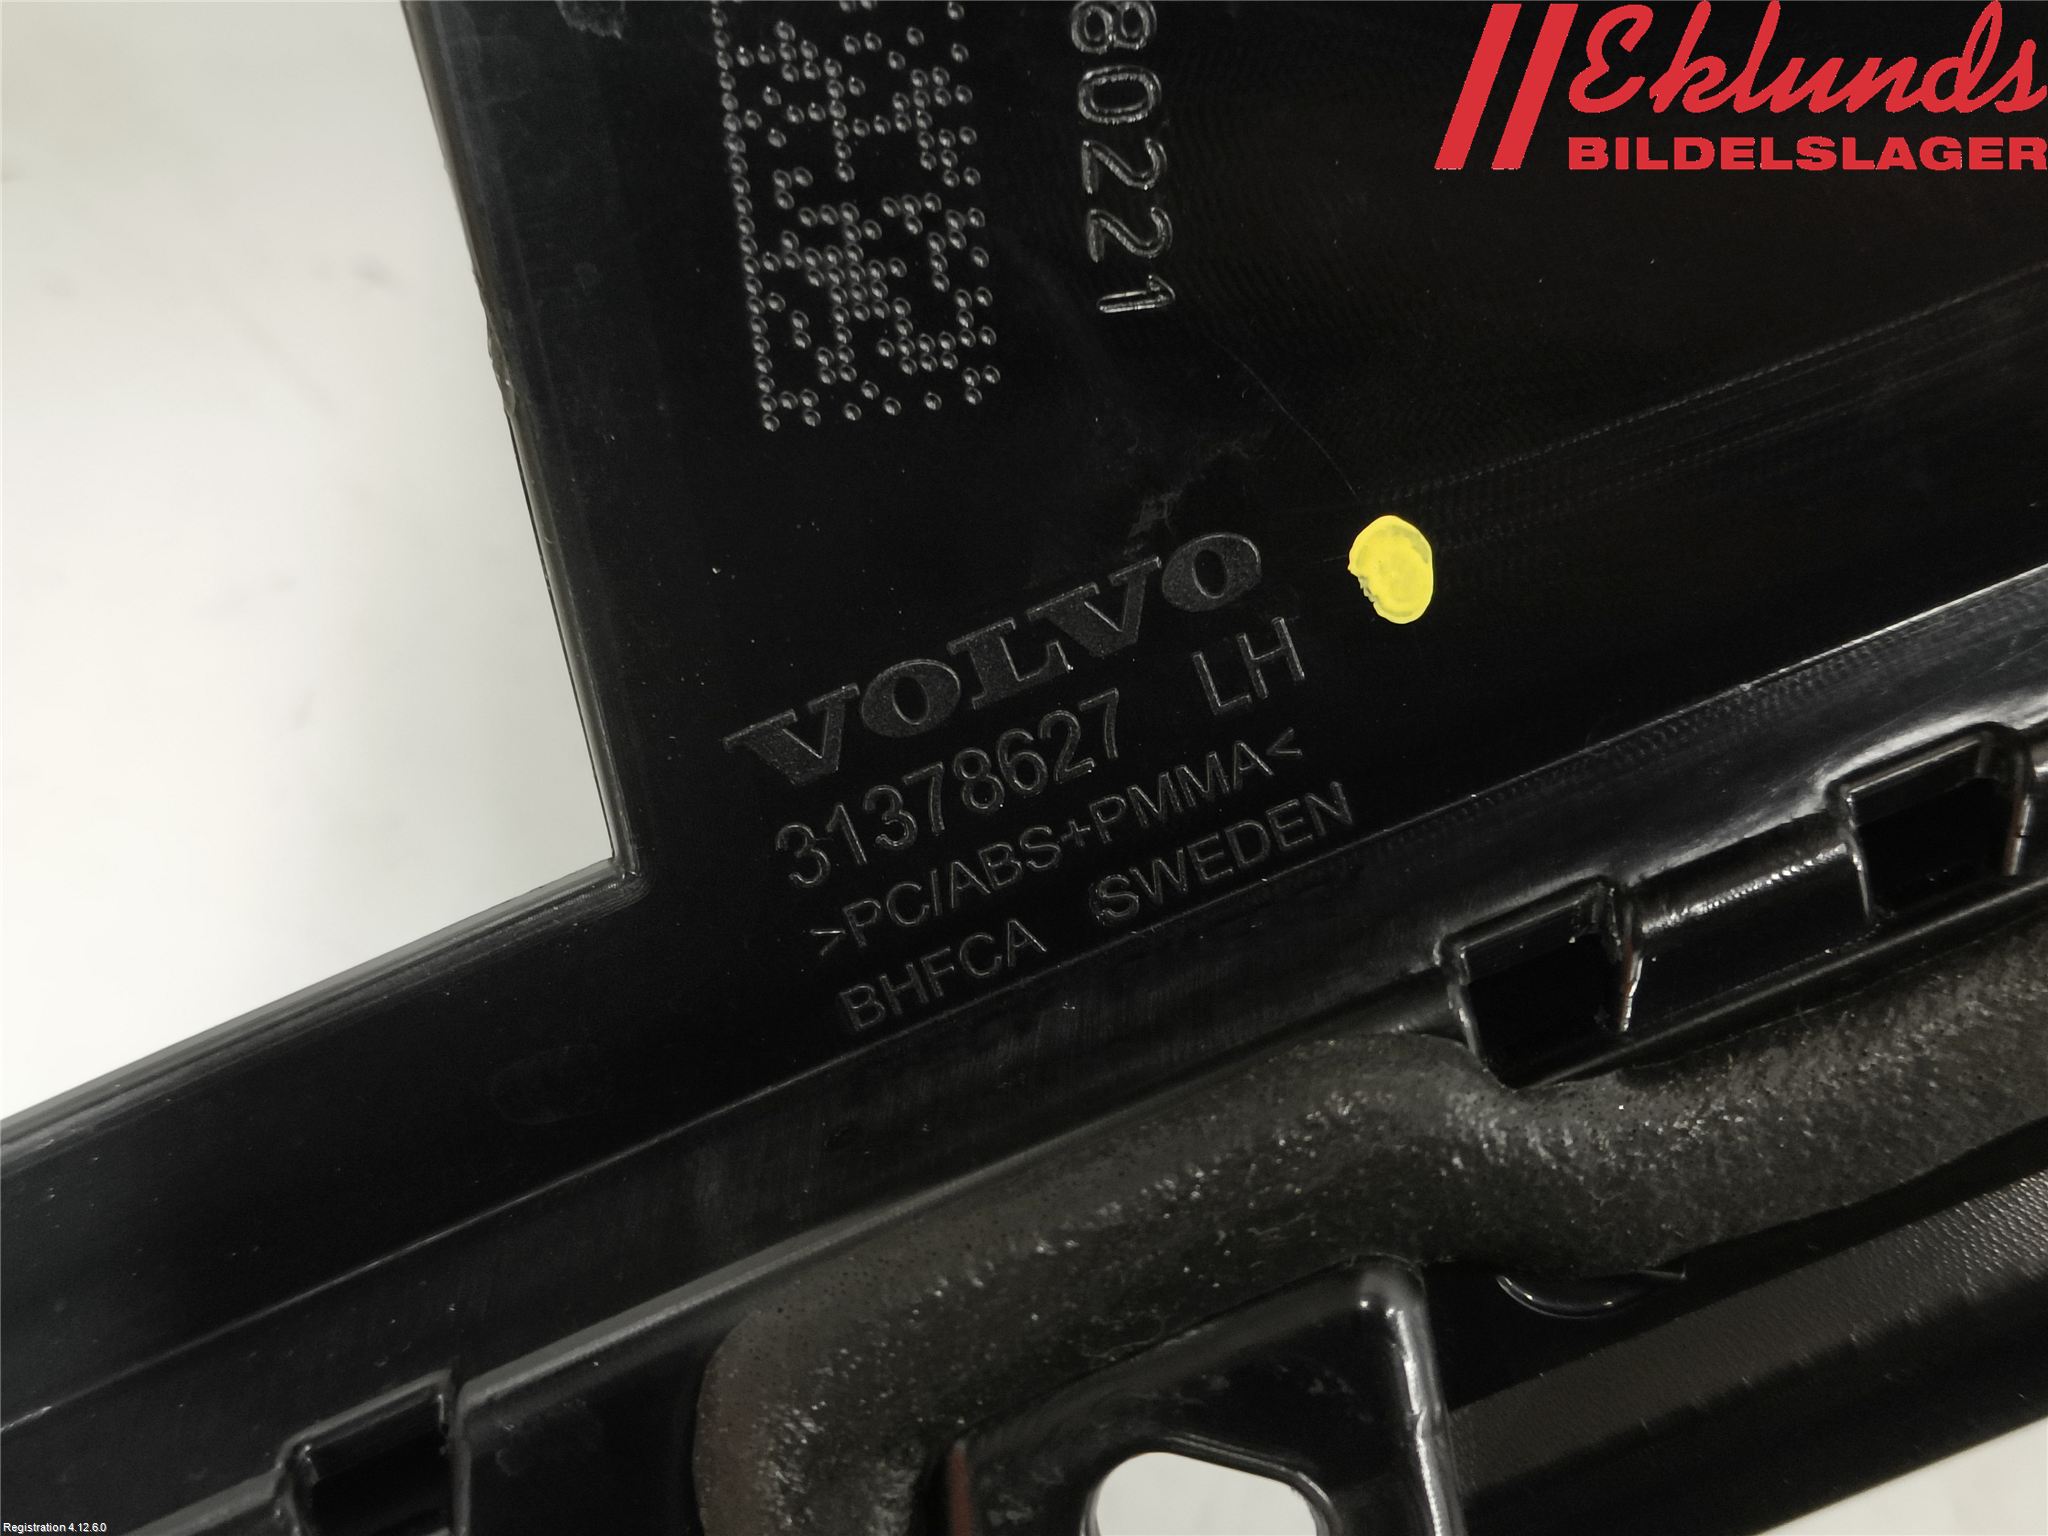 Eklunds
BILDELSLAGER
80221
VOLVO
31378627 LH
>PC/ABS+PMMA<
BHFCA SWEDEN
Registration 4.12.6.0